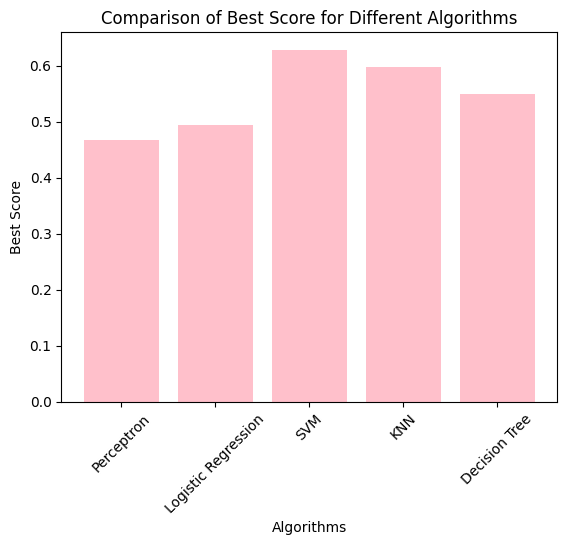 Comparison of Best Score for Different Algorithms
0.6
0.5
0.4
0.3
0.2
0.1
0.0
Best Score
Perceptron
Logistic Regression
SVM
KNN
Decision Tree
Algorithms